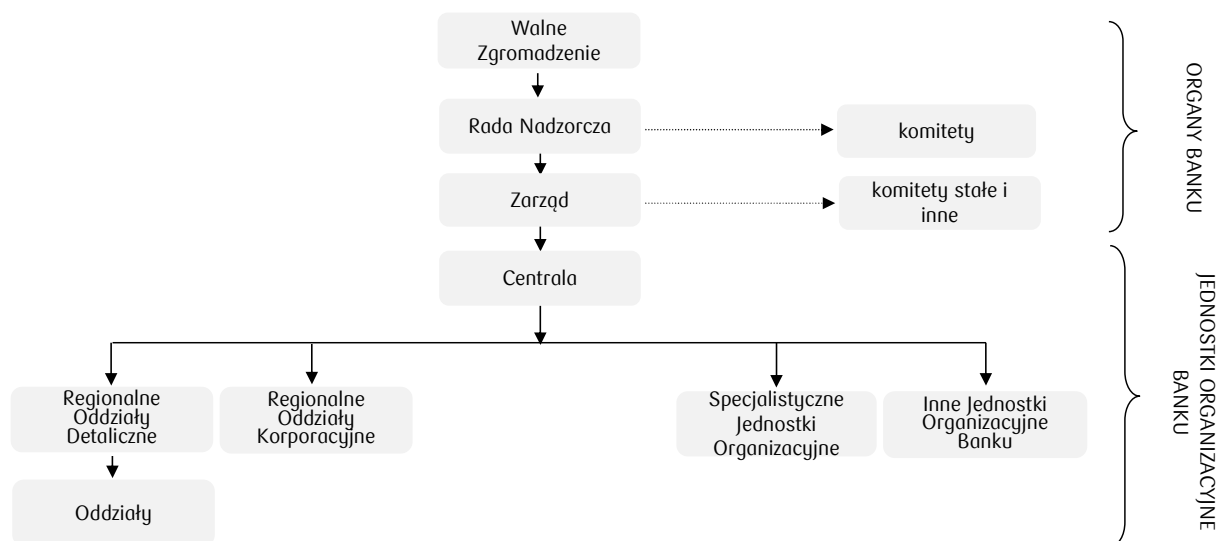 Walne
Zgromadzenie
Rada Nadzorcza
komitety
Zarząd
komitety stałe i
inne
ORGANY BANKU
Centrala
Regionalne
Oddziały
Detaliczne
Regionalne
Oddziały
Korporacyjne
Specjalistyczne
Jednostki
Organizacyjne
Inne Jednostki
Organizacyjne
Banku
Oddziały
JEDNOSTKI ORGANIZACYJNE
BANKU